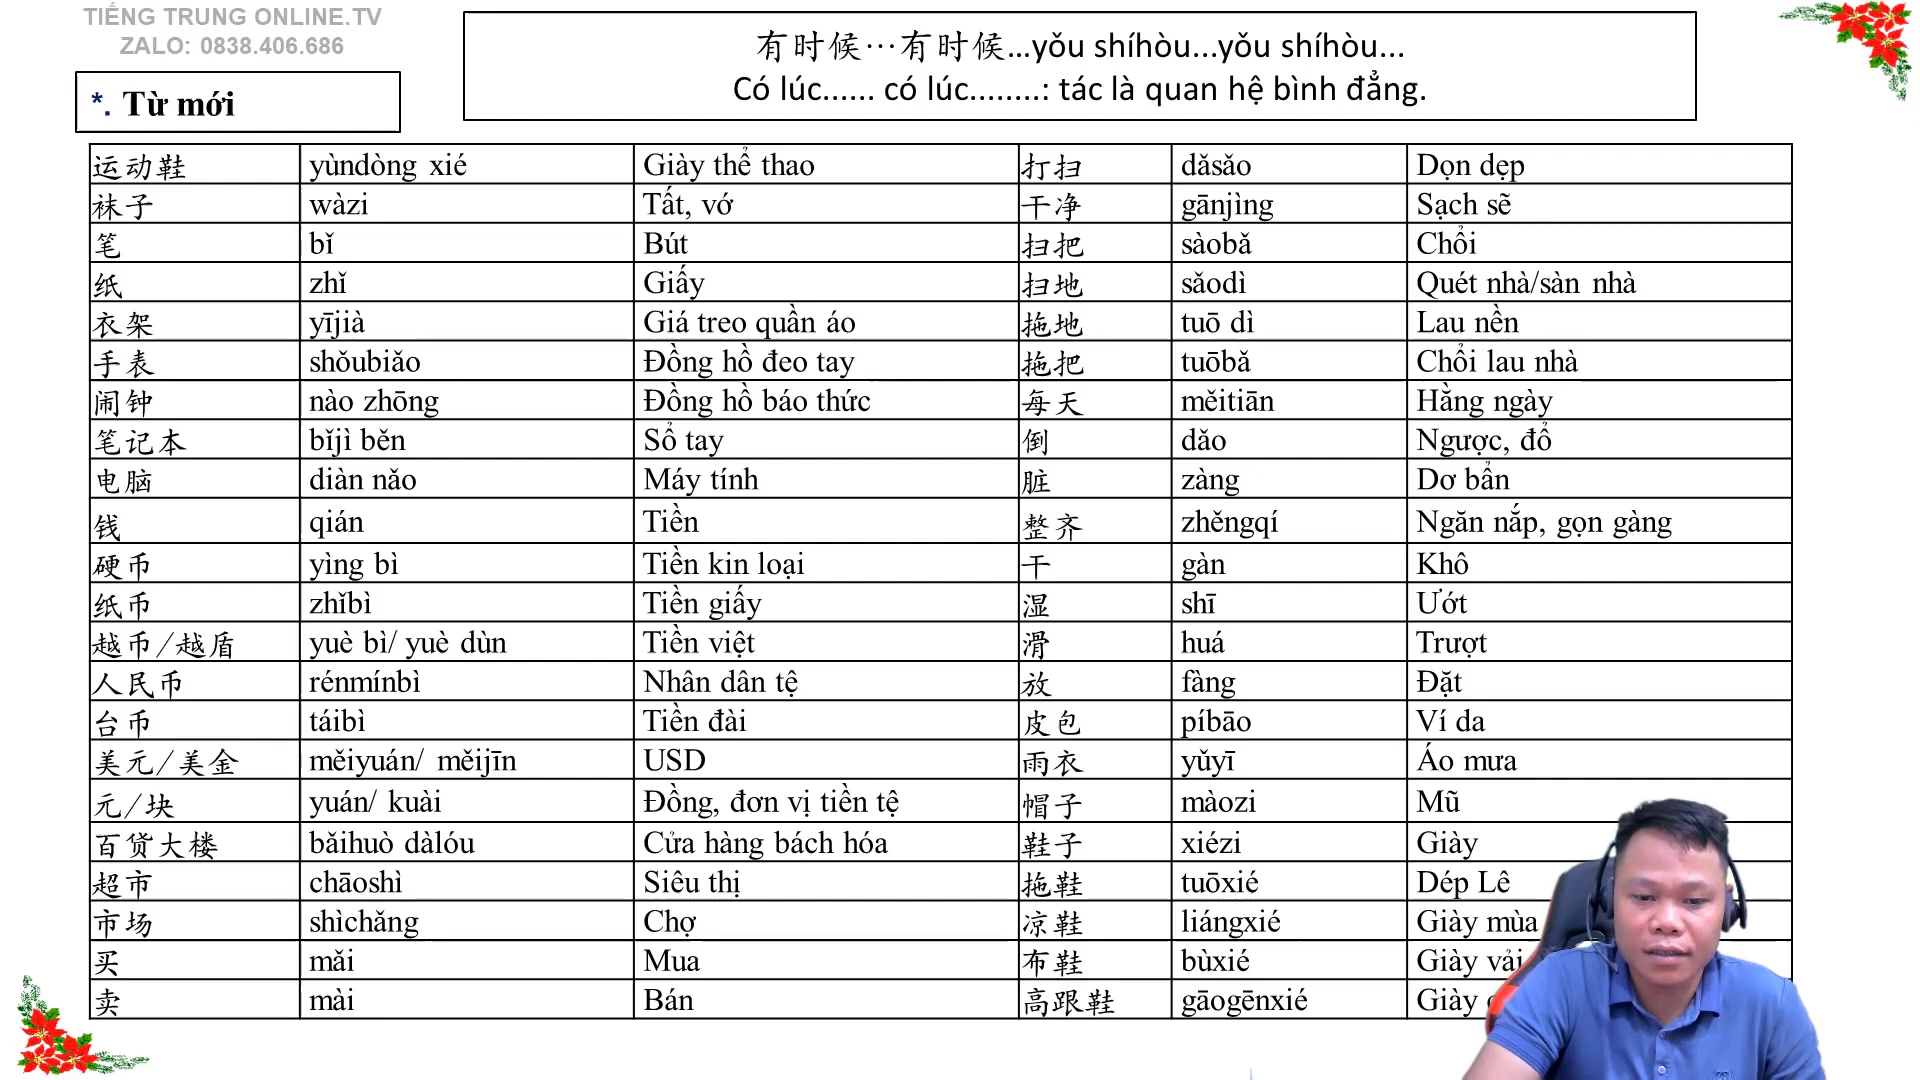 TIẾNG TRUNG ONLINE.TV
ZALO: 0838.406.686
*. Từ mới
有时候…有时候…yǒu shíhòu...yǒu shíhòu...
Có lúc...... có lúc........: tác là quan hệ bình đẳng.
运动鞋 yùndòng xié Giày thể thao 打扫 dǎsǎo Dọn dẹp
袜子 wàzi Tất, vớ 干净 gānjìng Sạch sẽ
笔 bǐ Bút 扫把 sàobǎ Chổi
纸 zhǐ Giấy 扫地 sǎodì Quét nhà/sàn nhà
衣架 yījià Giá treo quần áo 拖地 tuō dì Lau nền
手表 shǒubiǎo Đồng hồ đeo tay 拖把 tuōbǎ Chổi lau nhà
闹钟 nào zhōng Đồng hồ báo thức 每天 měitiān Hằng ngày
笔记本 bǐjì běn Sổ tay 倒 dǎo Ngược, đổ
电脑 diàn nǎo Máy tính 脏 zàng Dơ bẩn
钱 qián Tiền 整齐 zhěngqí Ngăn nắp, gọn gàng
硬币 yìng bì Tiền kin loại 干 gàn Khô
纸币 zhǐbì Tiền giấy 湿 shī Ướt
越币/越盾 yuè bì/ yuè dùn Tiền việt 滑 huá Trượt
人民币 rénmínbì Nhân dân tệ 放 fàng Đặt
台币 táibì Tiền đài 皮包 píbāo Ví da
美元/美金 měiyuán/ měijīn USD 雨衣 yǔyī Áo mưa
元/块 yuán/ kuài Đồng, đơn vị tiền tệ 帽子 màozi Mũ
百货大楼 bǎihuò dàlóu Cửa hàng bách hóa 鞋子 xiézi Giày
超市 chāoshì Siêu thị 拖鞋 tuōxié Dép Lê
市场 shìchǎng Chợ 凉鞋 liángxié Giày mùa
买 mǎi Mua 布鞋 bùxié Giày vải
卖 mài Bán 高跟鞋 gāogēnxié Giày